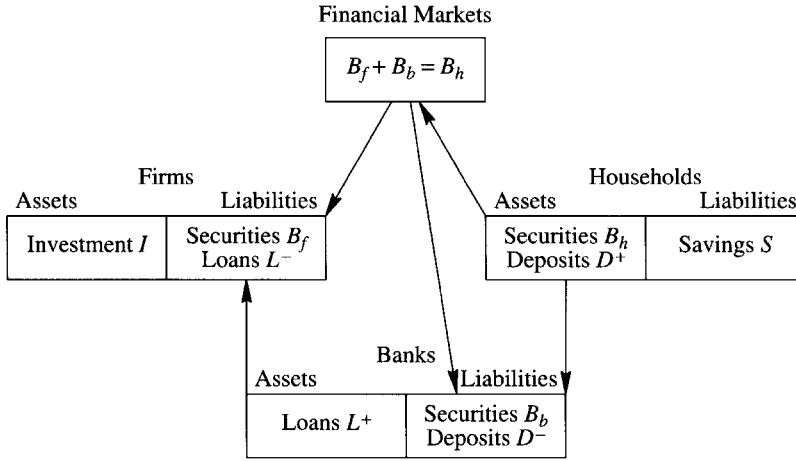 Financial Markets
B_f + B_b = B_h
Firms
Households
Assets
Liabilities
Assets
Liabilities
Investment I
Securities B_f
Loans L⁻
Securities B_h
Deposits D⁺
Savings S
Banks
Assets
Liabilities
Loans L⁺
Securities B_b
Deposits D⁻